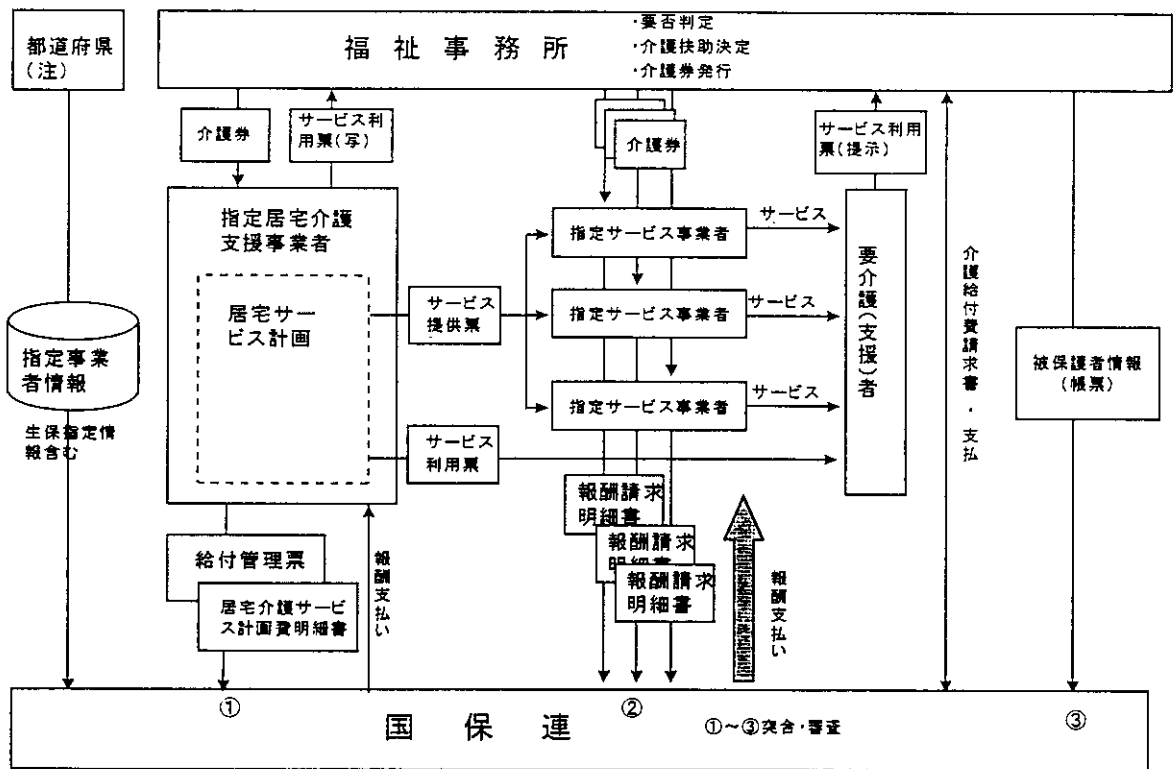 都道府県
(注)
福祉事務所
・要否判定
・介護扶助決定
・介護券発行
介護券
サービス利
用票(写)
介護券
サービス利用
票(提示)
指定居宅介護
支援事業者
居宅サー
ビス計画
サービス
提供票
サービス
利用票
指定サービス事業者
サービス
指定サービス事業者
サービス
指定サービス事業者
サービス
要介護(支援)者
介護給付費請求書・支払
指定事業
者情報
生保指定情
報含む
被保護者情報
(帳票)
給付管理票
居宅介護サービ
ス計画費明細書
報酬支払い
報酬請求
明細書
報酬請求
明細書
報酬請求
明細書
報酬支払い
①
②
③
国保連
①~③突合・審査